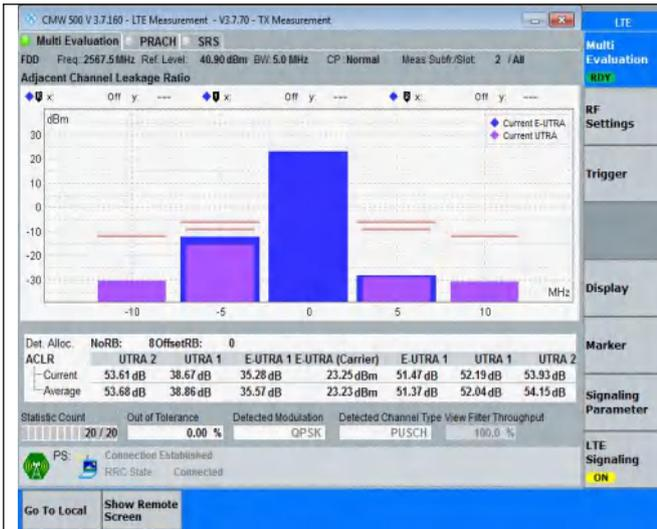 CMW 500 V 3.7.160 - LTE Measurement - V3.7.70 - TX Measurement
LTE
Multi Evaluation PRACH SRS
Multi
Evaluation
RDY
FDD Freq.:2567.5 MHz Ref. Level: 40.90 dBm BW: 5.0 MHz CP :Normal Meas Subfr./Slot: 2 / All
Adjacent Channel Leakage Ratio
x: Off y: --- x: Off y: --- x: Off y: ---
RF
Settings
dBm
Current E-UTRA
Current UTRA
30
20
10
0
-10
-20
-30
Trigger
MHz
-10 -5 0 5 10
Display
Det. Alloc. NoRB: 8OffsetRB: 0
ACLR UTRA 2 UTRA 1 E-UTRA 1 E-UTRA (Carrier) E-UTRA 1 UTRA 1 UTRA 2
Current 53.61 dB 38.67 dB 35.28 dB 23.25 dBm 51.47 dB 52.19 dB 53.93 dB
Average 53.68 dB 38.86 dB 35.57 dB 23.23 dBm 51.37 dB 52.04 dB 54.15 dB
Marker
Statistic Count Out of Tolerance Detected Modulation Detected Channel Type View Filter Throughput
20 / 20 0.00 % QPSK PUSCH 100.0 %
Signaling
Parameter
PS: Connection Established
RRC State Connected
LTE
Signaling
ON
Go To Local
Show Remote
Screen